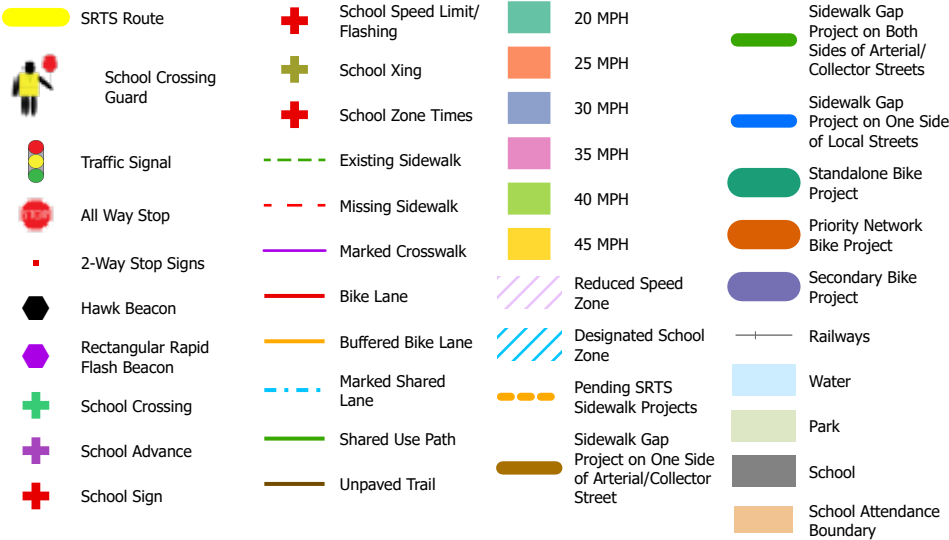 SRTS Route
School Crossing
Guard
Traffic Signal
STOP
All Way Stop
2-Way Stop Signs
Hawk Beacon
Rectangular Rapid
Flash Beacon
School Crossing
School Advance
School Sign
School Speed Limit/
Flashing
School Xing
School Zone Times
Existing Sidewalk
Missing Sidewalk
Marked Crosswalk
Bike Lane
Buffered Bike Lane
Marked Shared
Lane
Shared Use Path
Unpaved Trail
20 MPH
25 MPH
30 MPH
35 MPH
40 MPH
45 MPH
Reduced Speed
Zone
Designated School
Zone
Pending SRTS
Sidewalk Projects
Sidewalk Gap
Project on One Side
of Arterial/Collector
Street
Sidewalk Gap
Project on Both
Sides of Arterial/
Collector Streets
Sidewalk Gap
Project on One Side
of Local Streets
Standalone Bike
Project
Priority Network
Bike Project
Secondary Bike
Project
Railways
Water
Park
School
School Attendance
Boundary